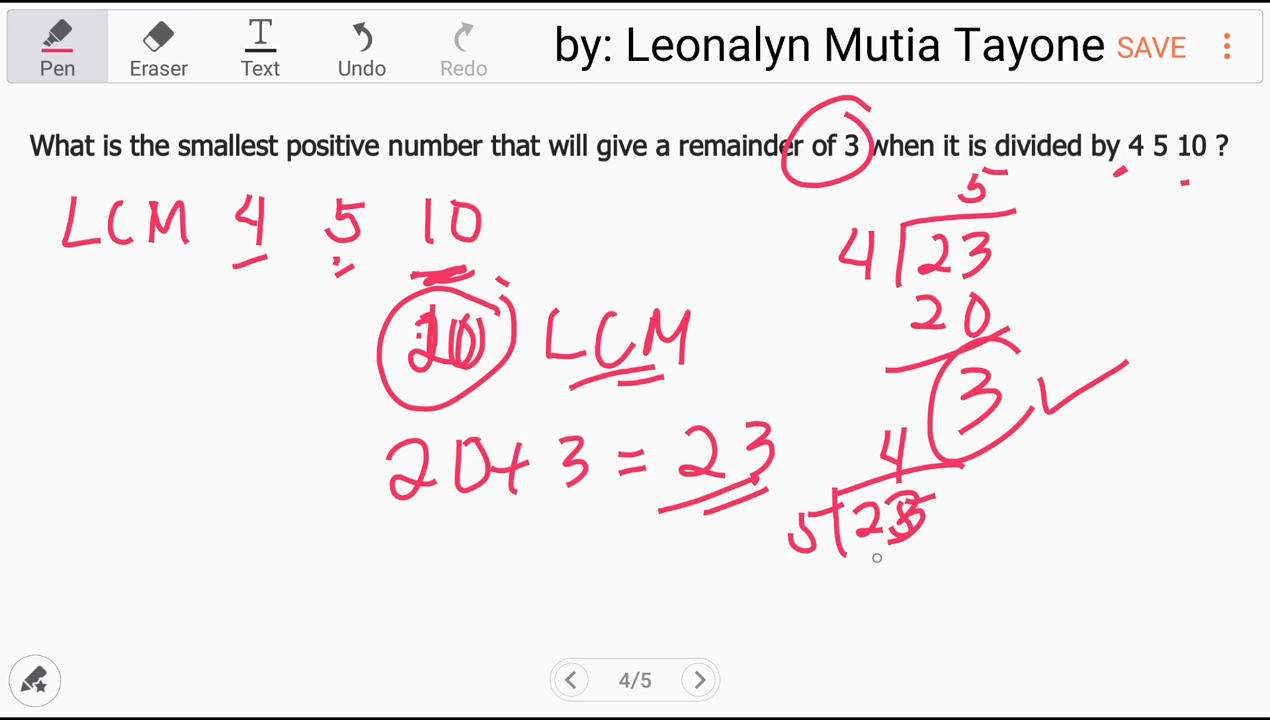 Pen Eraser Text Undo Redo by: Leonalyn Mutia Tayone SAVE
What is the smallest positive number that will give a remainder of 3 when it is divided by 4 5 10 ?
LCM 4 5 10
5
4 23
20
20 LCM
3
20 + 3 = 23
4
5 23
4/5